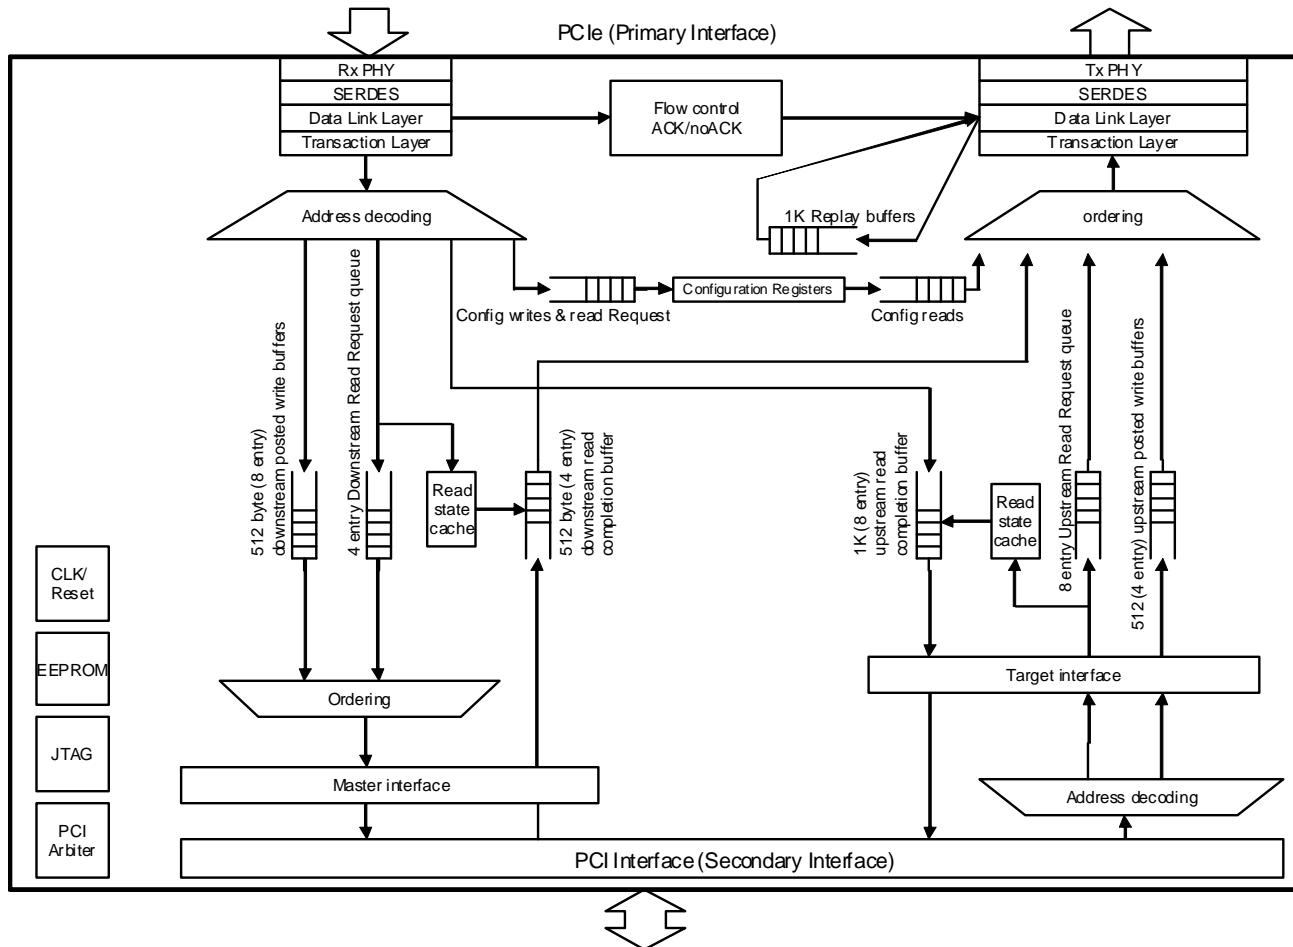 PCIe (Primary Interface)
Rx PHY
SERDES
Data Link Layer
Transaction Layer
Flow control
ACK/noACK
Tx PHY
SERDES
Data Link Layer
Transaction Layer
Address decoding
1K Replay buffers
ordering
Configuration Registers
Config writes & read Request
Config reads
512 byte (8 entry)
downstream posted write buffers
4 entry Downstream Read Request queue
Read
state
cache
512 byte (4 entry)
downstream read
completion buffer
1K (8 entry)
upstream read
completion buffer
Read
state
cache
8 entry Upstream Read Request queue
512 (4 entry) upstream posted write buffers
CLK/
Reset
EEPROM
JTAG
PCI
Arbiter
Ordering
Target interface
Master interface
Address decoding
PCI Interface (Secondary Interface)